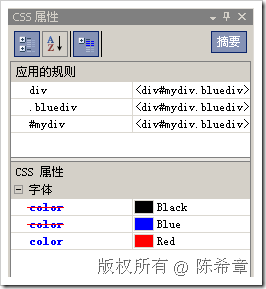 CSS 属性
摘要
应用的规则
div <div#mydiv.bluediv>
.bluediv <div#mydiv.bluediv>
#mydiv <div#mydiv.bluediv>
CSS 属性
字体
color Black
color Blue
color Red
版权所有 @ 陈希章